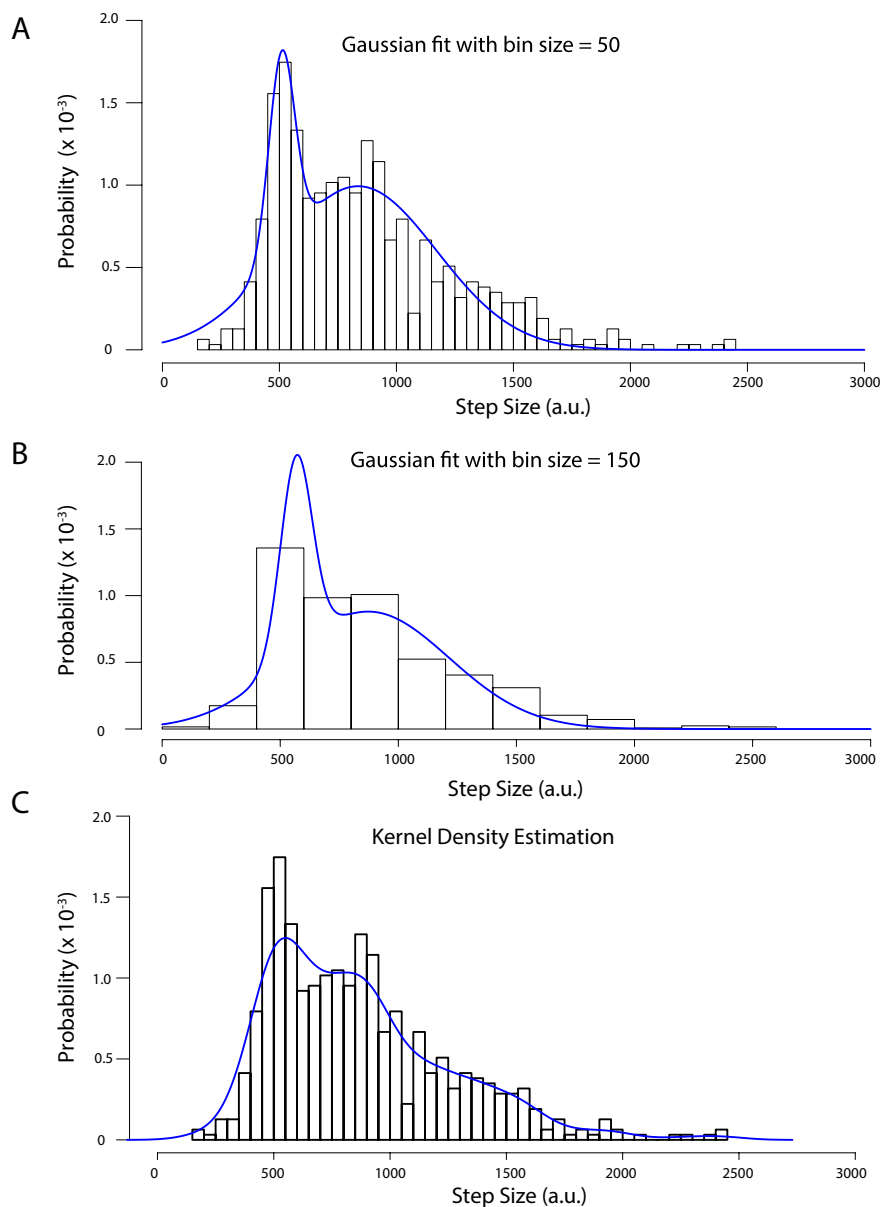 A
Gaussian fit with bin size = 50
Probability (x 10⁻³)
2.0
1.5
1.0
0.5
0
0 500 1000 1500 2000 2500 3000
Step Size (a.u.)
B
Gaussian fit with bin size = 150
Probability (x 10⁻³)
2.0
1.5
1.0
0.5
0
0 500 1000 1500 2000 2500 3000
Step Size (a.u.)
C
Kernel Density Estimation
Probability (x 10⁻³)
2.0
1.5
1.0
0.5
0
0 500 1000 1500 2000 2500 3000
Step Size (a.u.)